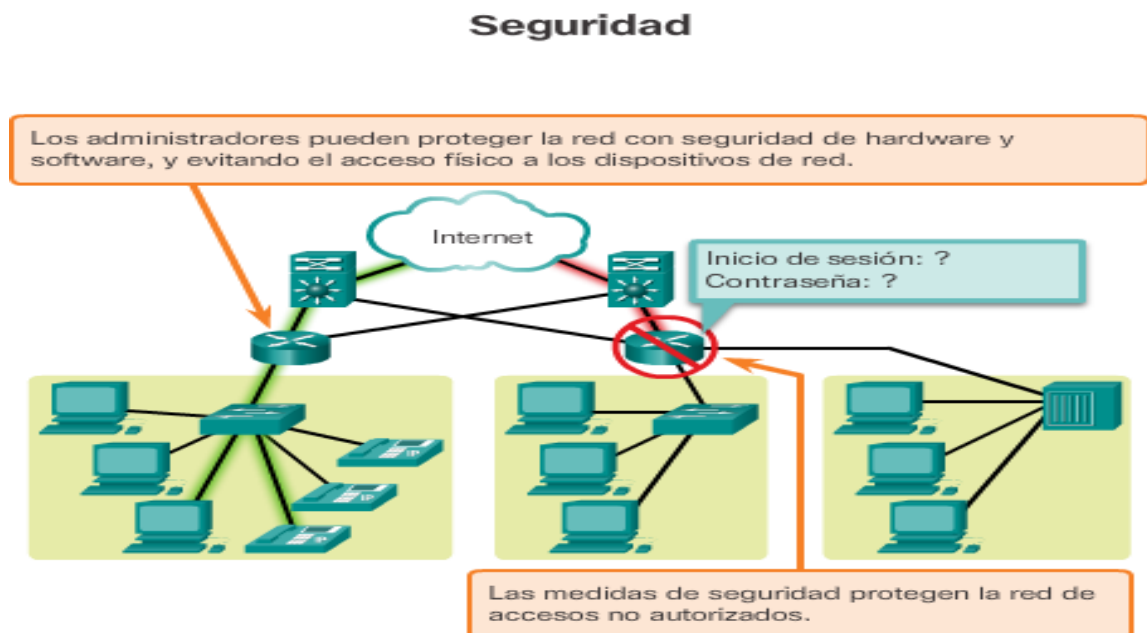 Seguridad
Los administradores pueden proteger la red con seguridad de hardware y
software, y evitando el acceso físico a los dispositivos de red.
Internet
Inicio de sesión: ?
Contraseña: ?
Las medidas de seguridad protegen la red de
accesos no autorizados.